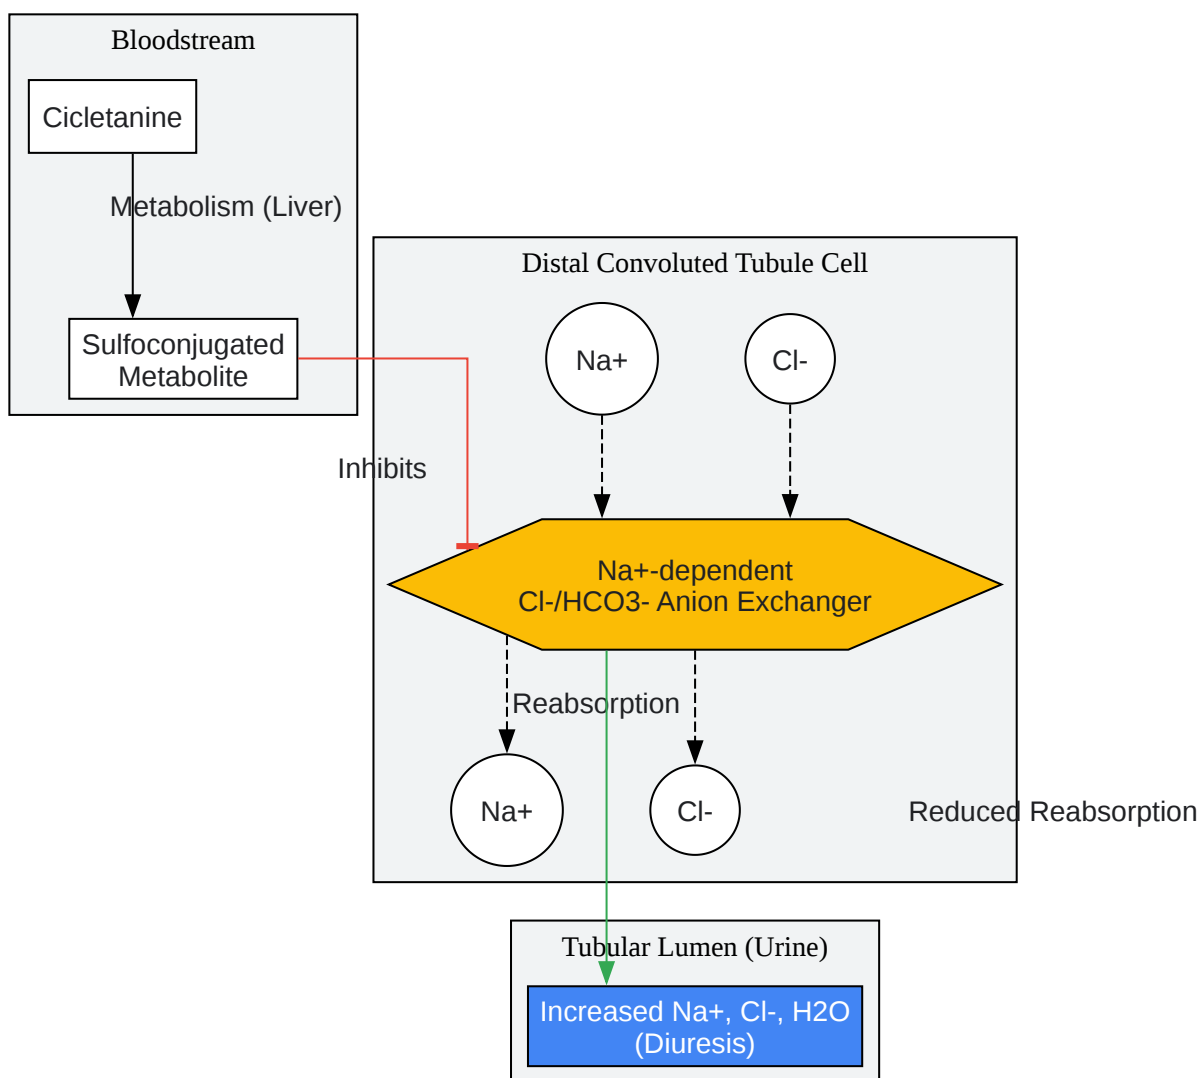 Bloodstream
Cicletanine
Metabolism (Liver)
Sulfoconjugated
Metabolite
Inhibits
Distal Convoluted Tubule Cell
Na+
Cl-
Na+-dependent
Cl-/HCO3- Anion Exchanger
Reabsorption
Na+
Cl-
Reduced Reabsorption
Tubular Lumen (Urine)
Increased Na+, Cl-, H2O
(Diuresis)